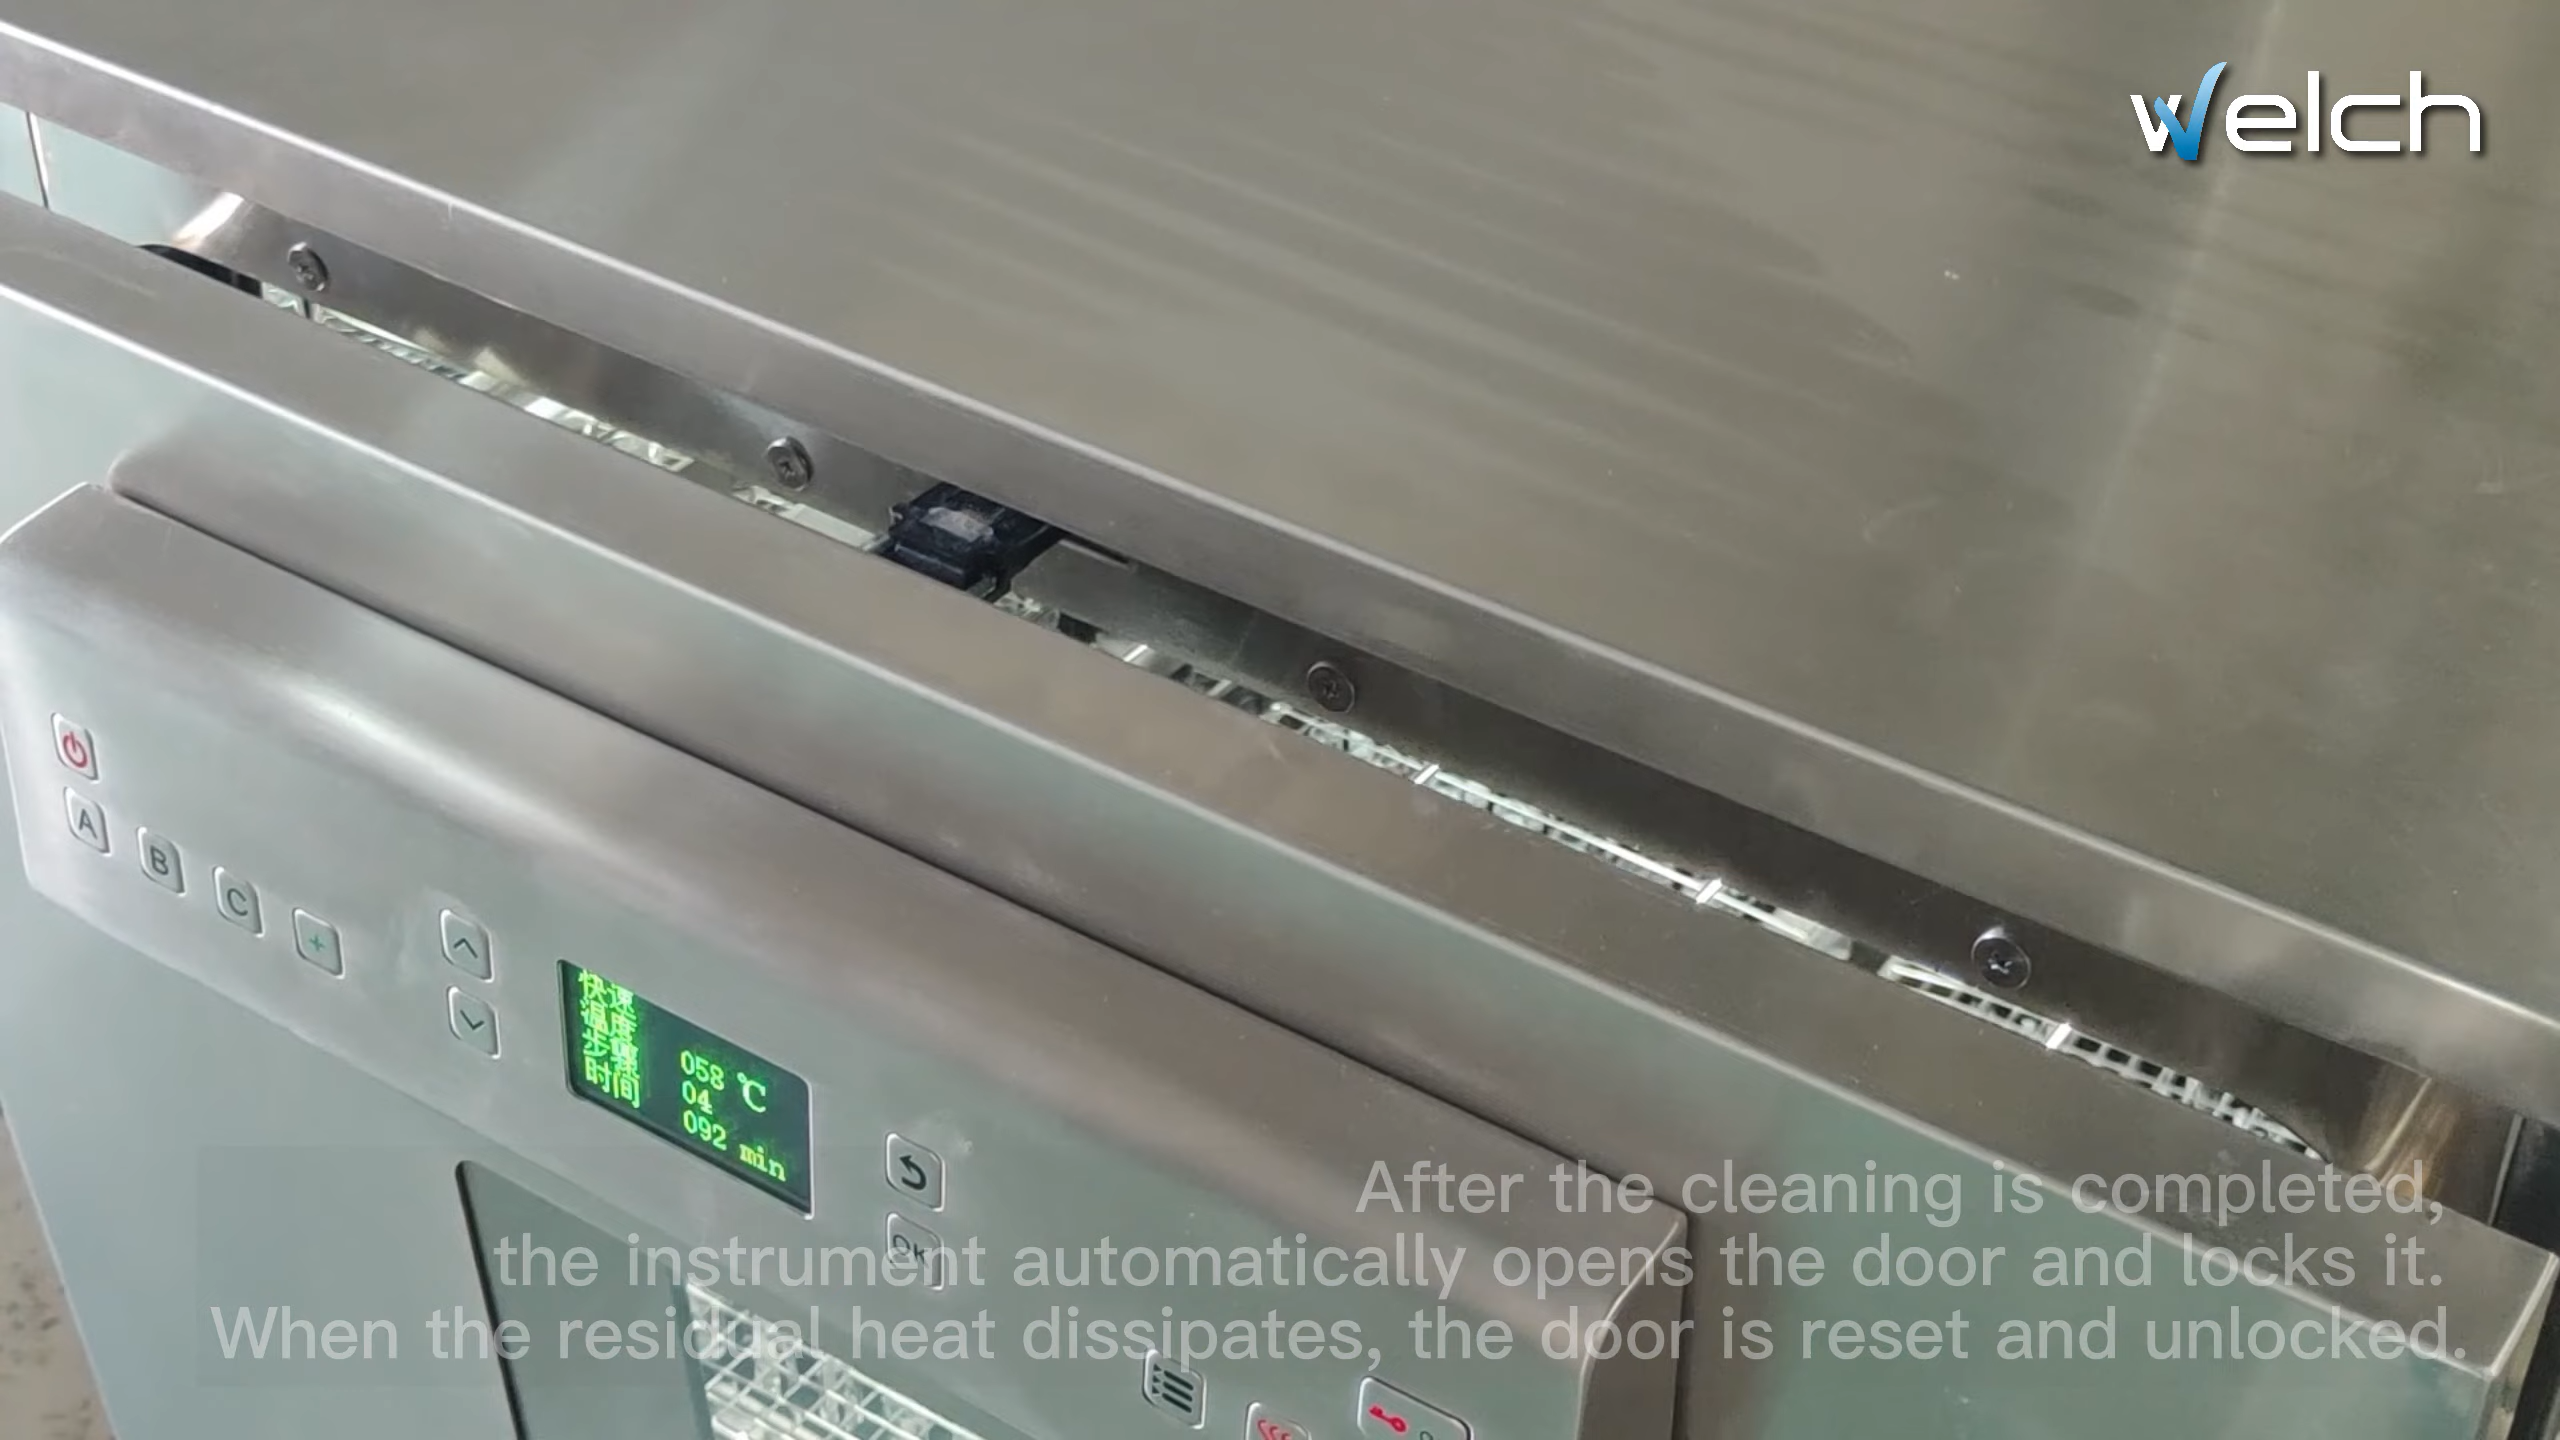 welch
A
B
C
+
快速
温度 058 ℃
步骤 04
时间 092 min
OK
After the cleaning is completed,
the instrument automatically opens the door and locks it.
When the residual heat dissipates, the door is reset and unlocked.